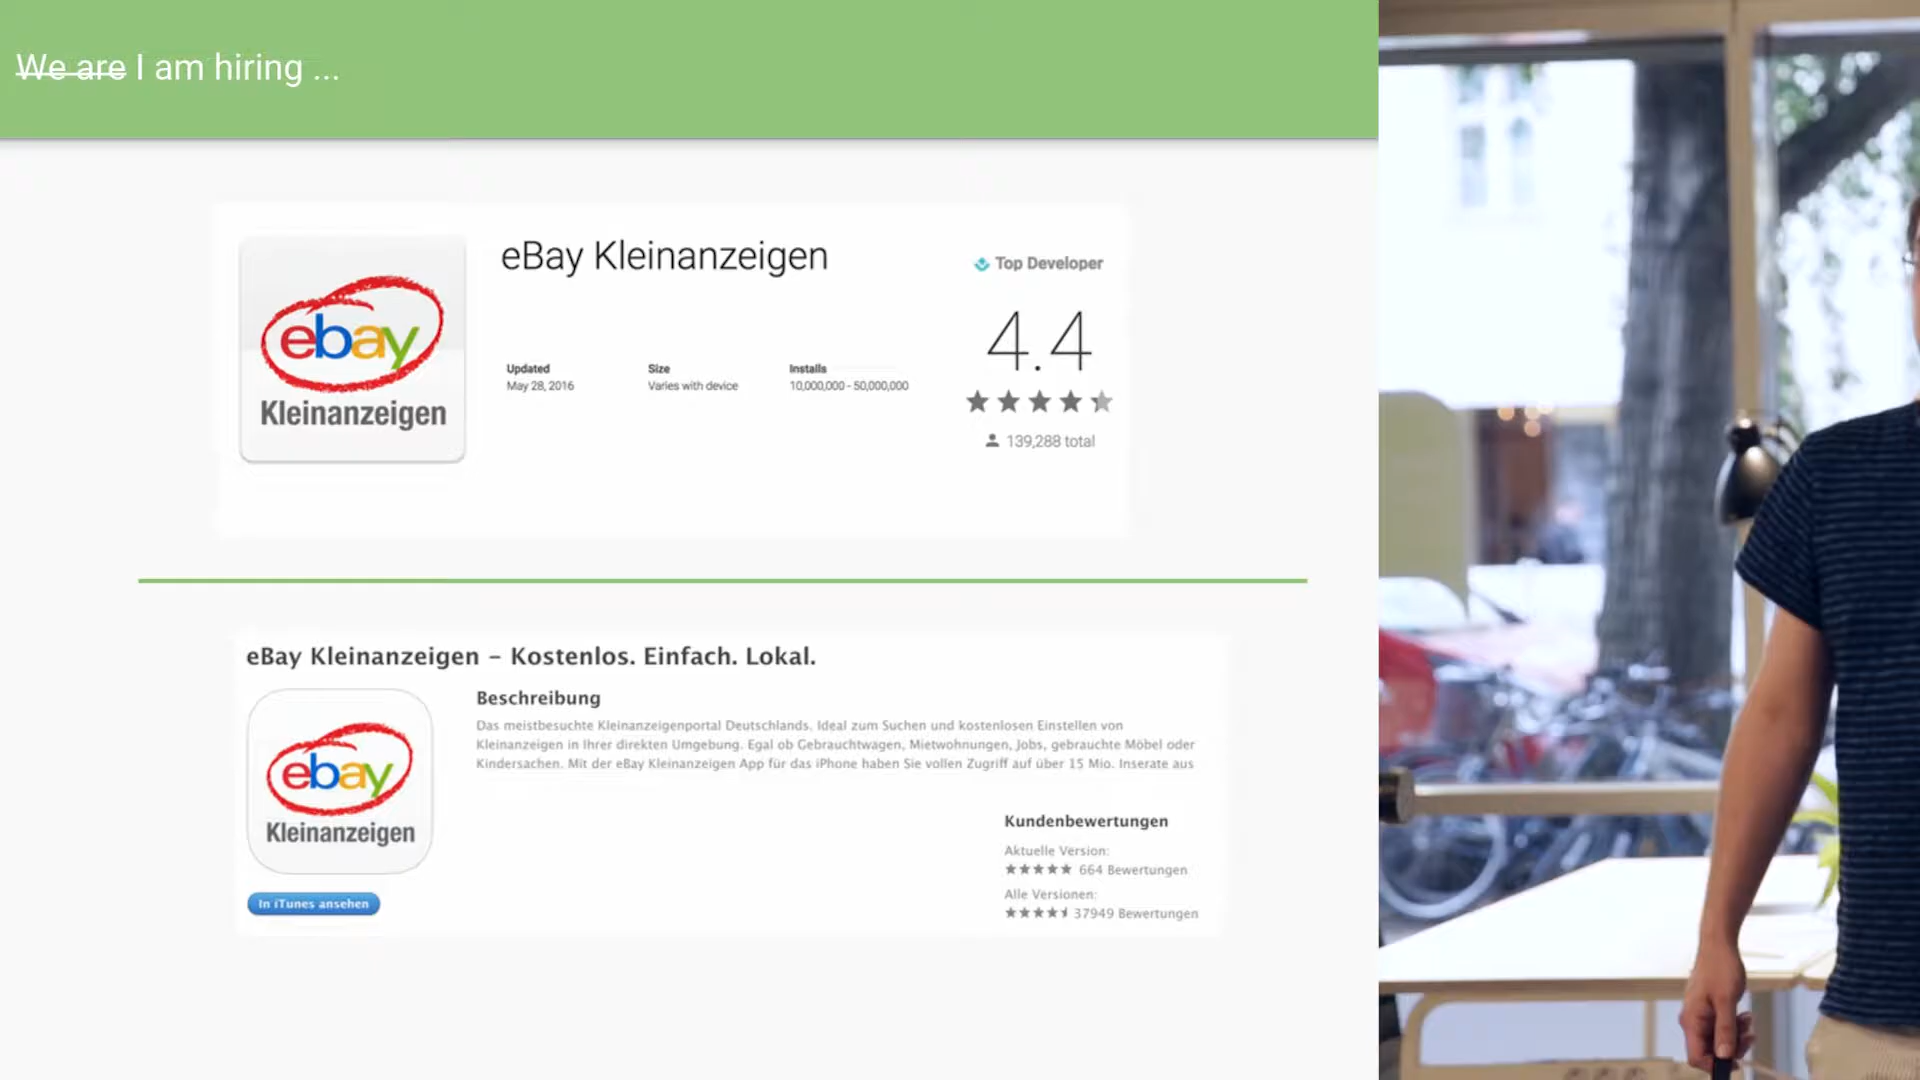 We are I am hiring ...
eBay Kleinanzeigen
Top Developer
ebay
Kleinanzeigen
Updated
May 28, 2016
Size
Varies with device
Installs
10,000,000 - 50,000,000
4.4
139,288 total
eBay Kleinanzeigen – Kostenlos. Einfach. Lokal.
ebay
Kleinanzeigen
In iTunes ansehen
Beschreibung
Das meistbesuchte Kleinanzeigenportal Deutschlands. Ideal zum Suchen und kostenlosen Einstellen von
Kleinanzeigen in Ihrer direkten Umgebung. Egal ob Gebrauchtwagen, Mietwohnungen, Jobs, gebrauchte Möbel oder
Kindersachen. Mit der eBay Kleinanzeigen App für das iPhone haben Sie vollen Zugriff auf über 15 Mio. Inserate aus
Kundenbewertungen
Aktuelle Version:
★★★★★ 664 Bewertungen
Alle Versionen:
★★★★⯨ 37949 Bewertungen